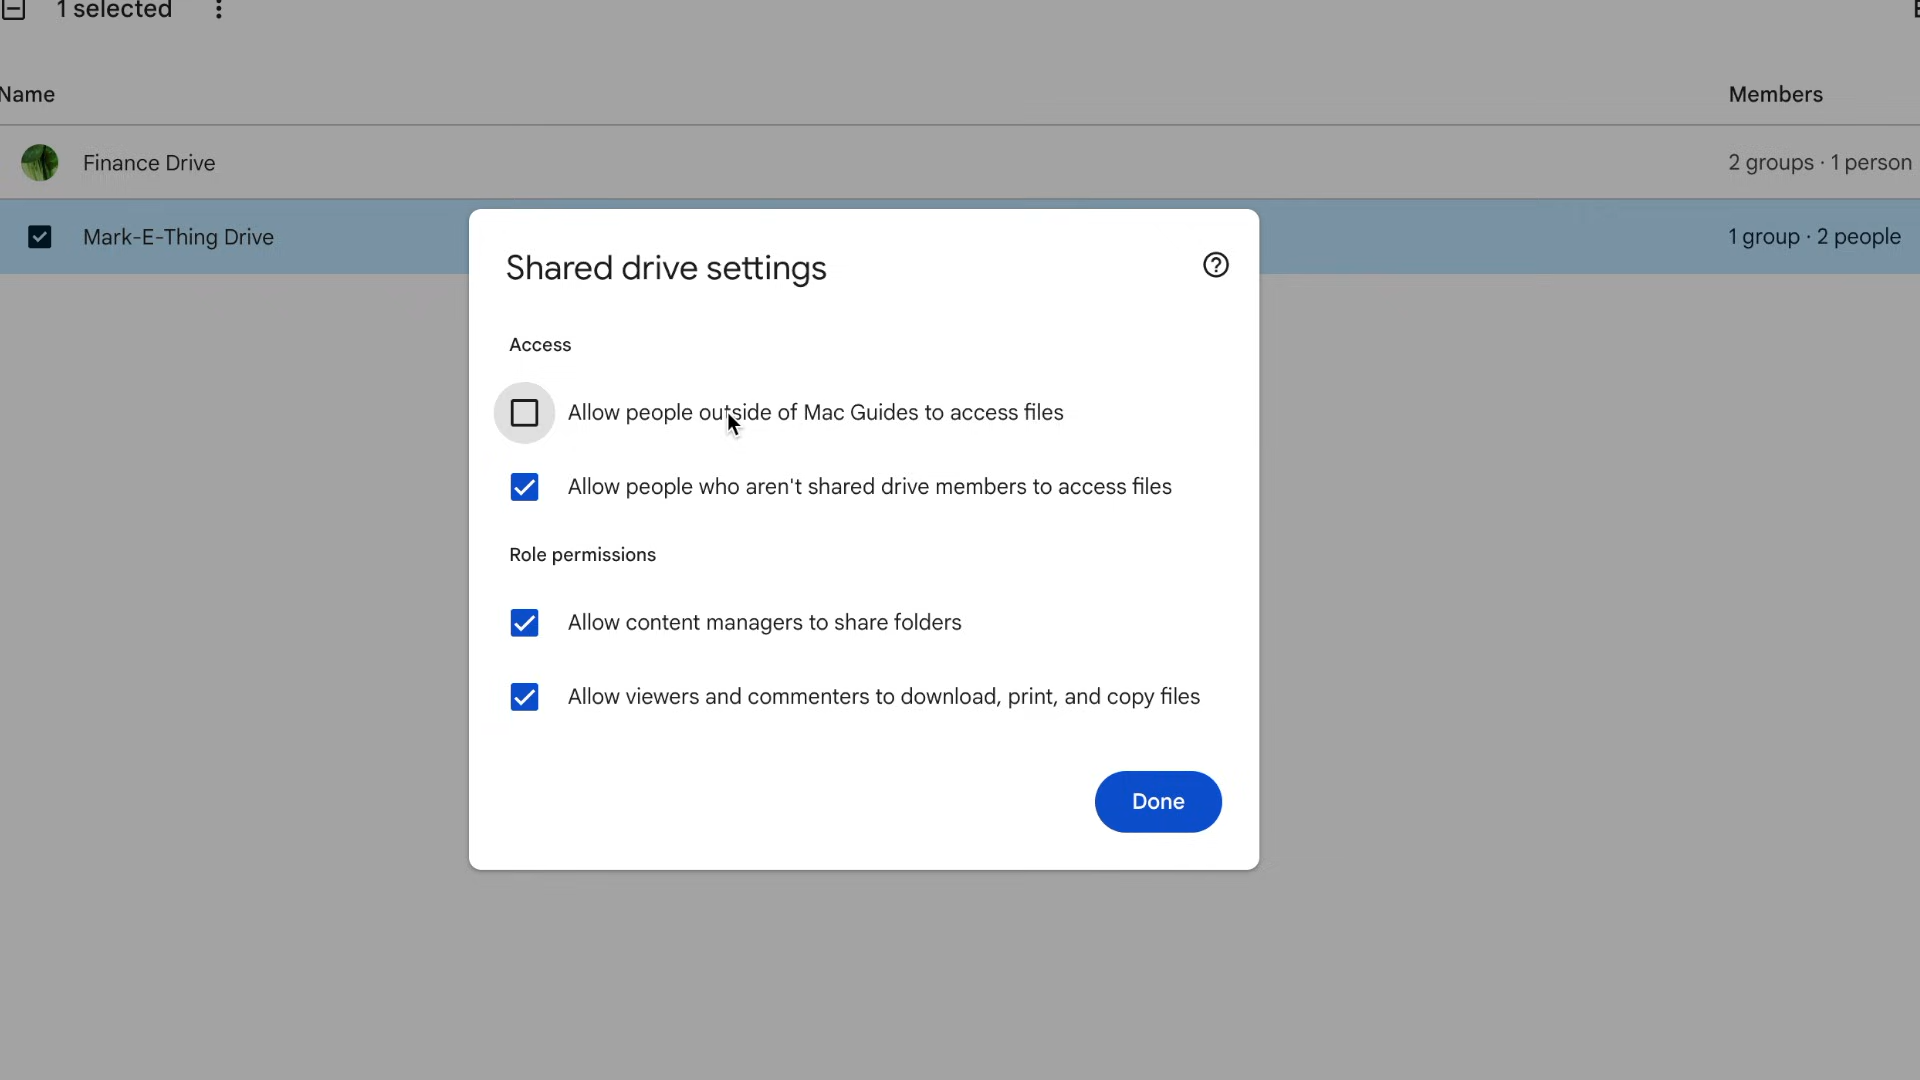 1 selected
Name
Members
Finance Drive
2 groups · 1 person
Mark-E-Thing Drive
1 group · 2 people
Shared drive settings
Access
Allow people outside of Mac Guides to access files
Allow people who aren't shared drive members to access files
Role permissions
Allow content managers to share folders
Allow viewers and commenters to download, print, and copy files
Done